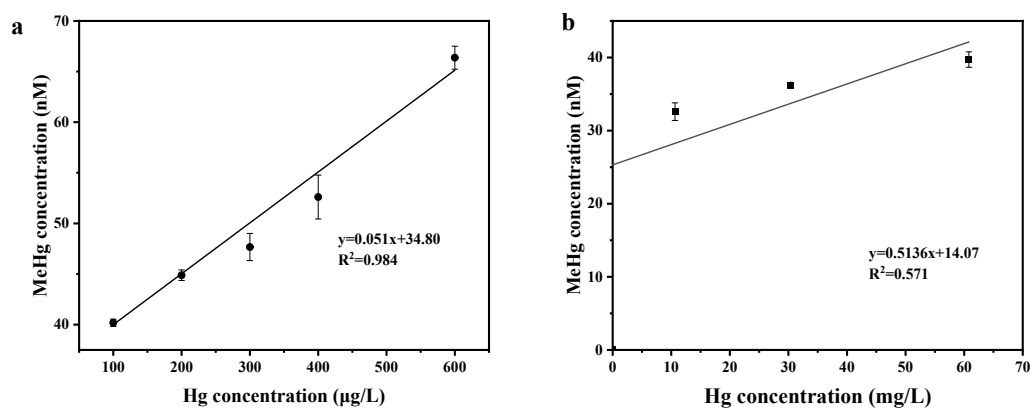 a
70
60
50
40
MeHg concentration (nM)
y=0.051x+34.80
R²=0.984
100 200 300 400 500 600
Hg concentration (μg/L)
b
40
30
20
10
0
MeHg concentration (nM)
y=0.5136x+14.07
R²=0.571
0 10 20 30 40 50 60 70
Hg concentration (mg/L)